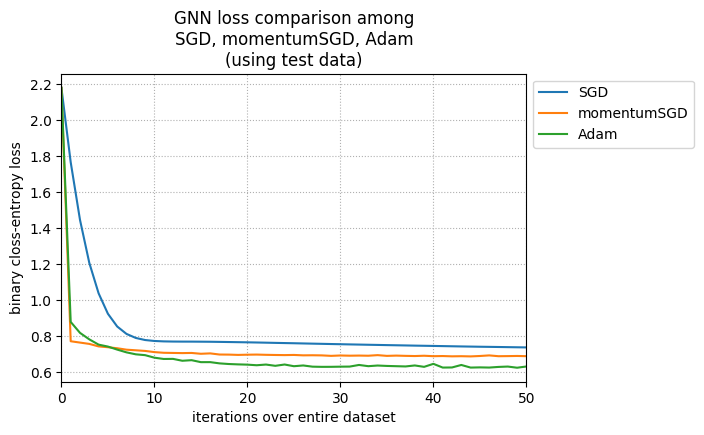 GNN loss comparison among
SGD, momentumSGD, Adam
(using test data)
2.2
2.0
1.8
1.6
1.4
1.2
1.0
0.8
0.6
binary closs-entropy loss
0 10 20 30 40 50
iterations over entire dataset
SGD
momentumSGD
Adam